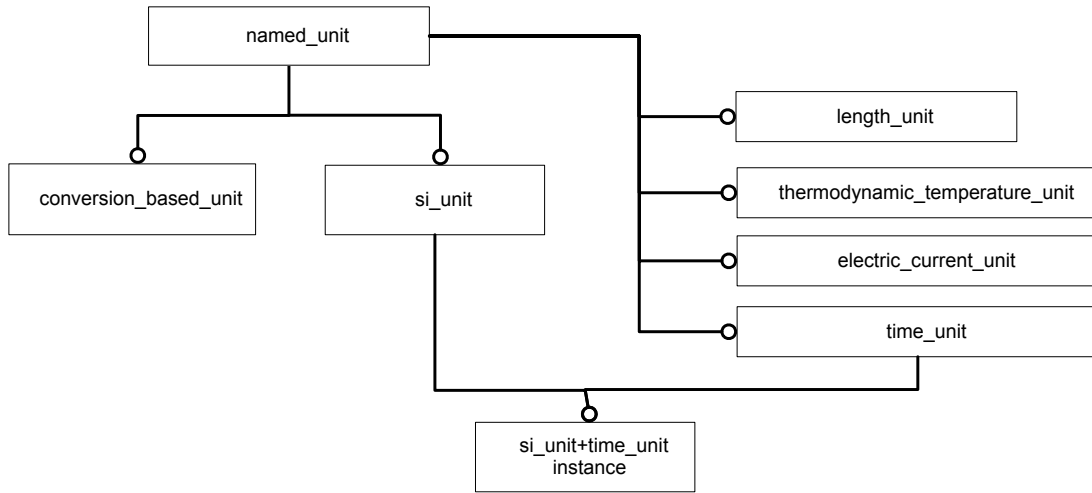 named_unit
length_unit
conversion_based_unit
si_unit
thermodynamic_temperature_unit
electric_current_unit
time_unit
si_unit+time_unit
instance